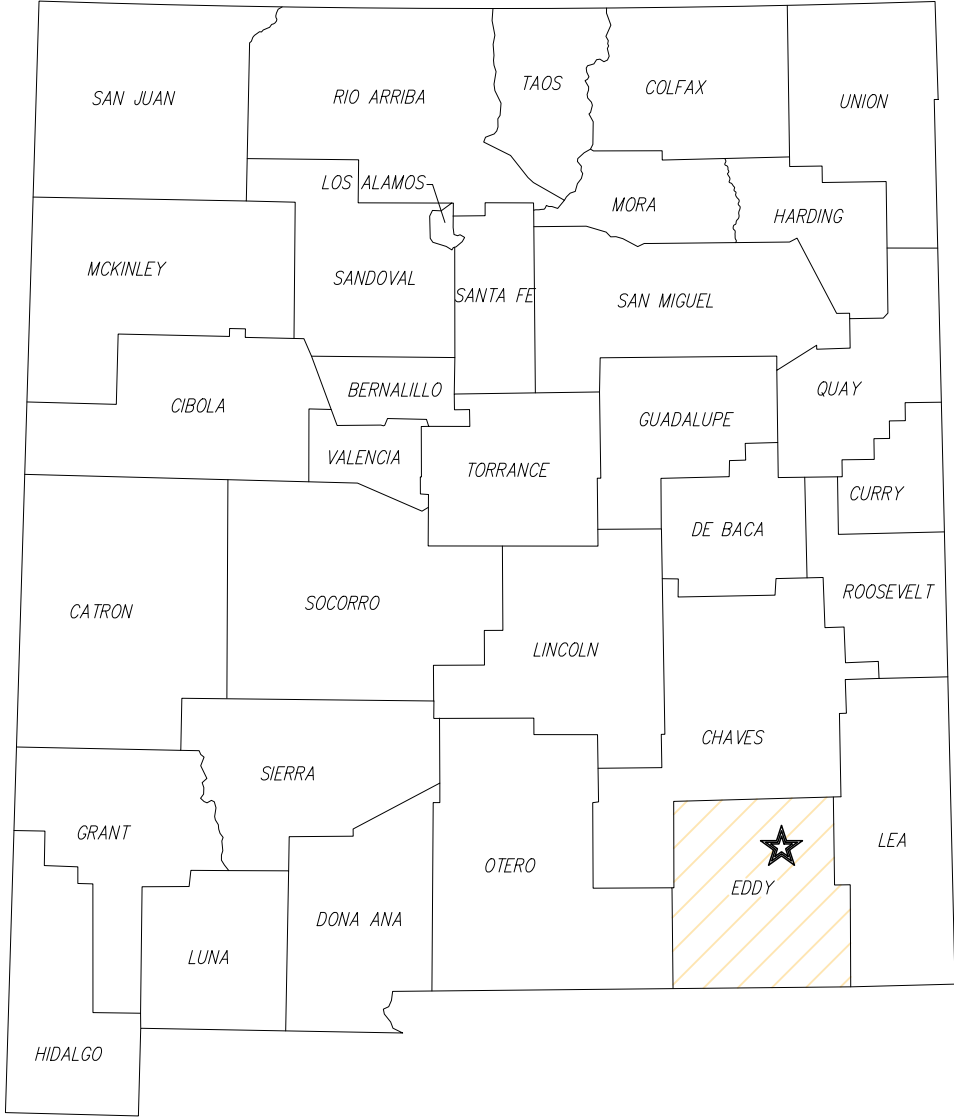 TAOS
COLFAX
SAN JUAN
RIO ARRIBA
UNION
LOS ALAMOS
MORA
HARDING
MCKINLEY
SANDOVAL
SANTA FE
SAN MIGUEL
BERNALILLO
QUAY
CIBOLA
GUADALUPE
VALENCIA
TORRANCE
CURRY
DE BACA
ROOSEVELT
CATRON
SOCORRO
LINCOLN
CHAVES
SIERRA
GRANT
LEA
OTERO
EDDY
DONA ANA
LUNA
HIDALGO